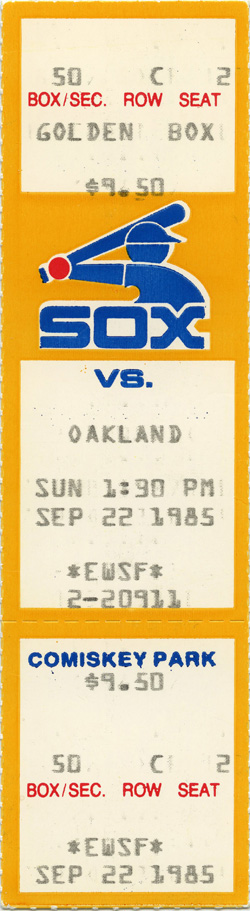 50 C 2
BOX/SEC. ROW SEAT
GOLDEN BOX
$9.50
SOX
VS.
OAKLAND
SUN 1:30 PM
SEP 22 1985
*EWSF*
2-20911
COMISKEY PARK
$9.50
50 C 2
BOX/SEC. ROW SEAT
*EWSF*
SEP 22 1985